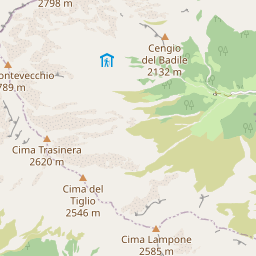 2798 m
Cengio
del Badile
2132 m
ontevecchio
789 m
Cima Trasinera
2620 m
Cima del
Tiglio
2546 m
Cima Lampone
2585 m